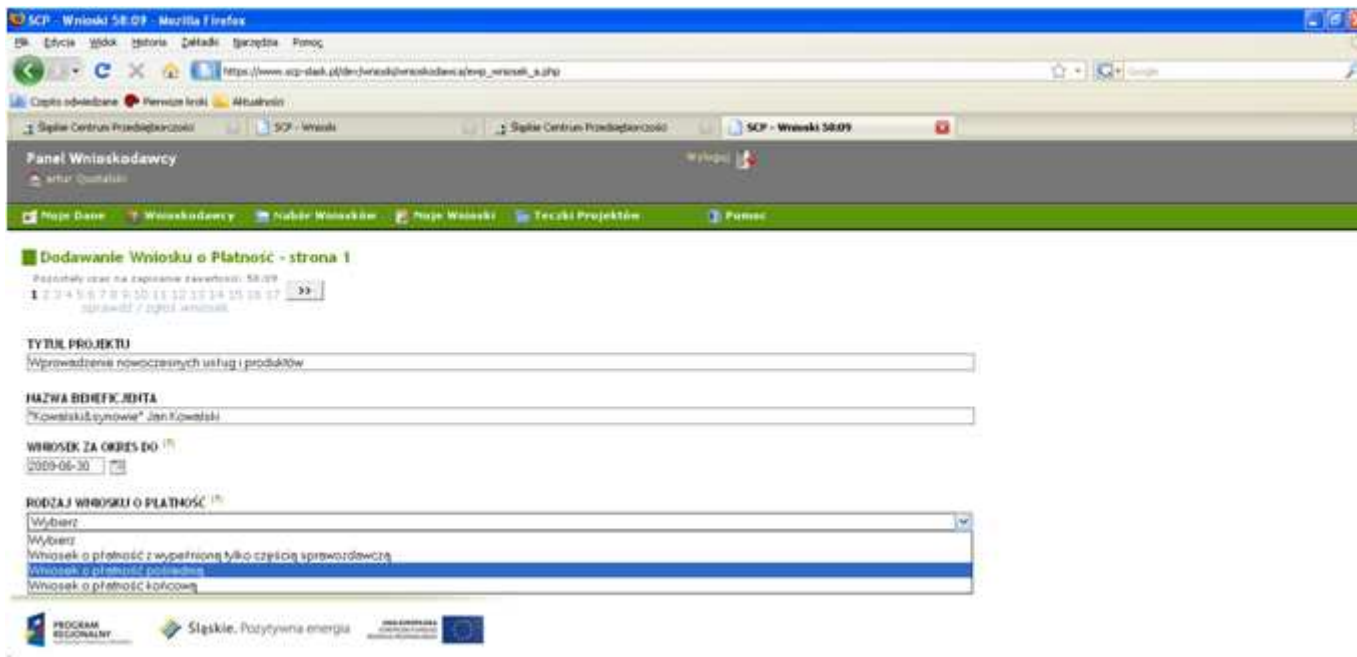 SCP - Wnioski 58:09 - Mozilla Firefox
Plik Edycja Widok Historia Zakładki Narzędzia Pomoc
Google
Często odwiedzane Pierwsze kroki Aktualności
Śląskie Centrum Przedsiębiorczości SCP - Wnioski Śląskie Centrum Przedsiębiorczości SCP - Wnioski 58:09
Panel Wnioskodawcy Wyloguj
Moje Dane Wnioskodawcy Nabór Wniosków Moje Wnioski Teczki Projektów Pomoc
Dodawanie Wniosku o Płatność - strona 1
Pozostały czas na zapisanie zawartości: 58:09
1 2 3 4 5 6 7 8 9 10 11 12 13 14 15 16 17 >>
sprawdź / zgłoś wniosek
TYTUŁ PROJEKTU
Wprowadzenie nowoczesnych usług i produktów
NAZWA BENEFICJENTA
"Kowalski&synowie" Jan Kowalski
WNIOSEK ZA OKRES DO (?)
2009-06-30
RODZAJ WNIOSKU O PŁATNOŚĆ (?)
Wybierz
Wybierz
Wniosek o płatność z wypełnioną tylko częścią sprawozdawczą
Wniosek o płatność pośrednią
Wniosek o płatność końcową
PROGRAM
REGIONALNY
Śląskie. Pozytywna energia
UNIA EUROPEJSKA